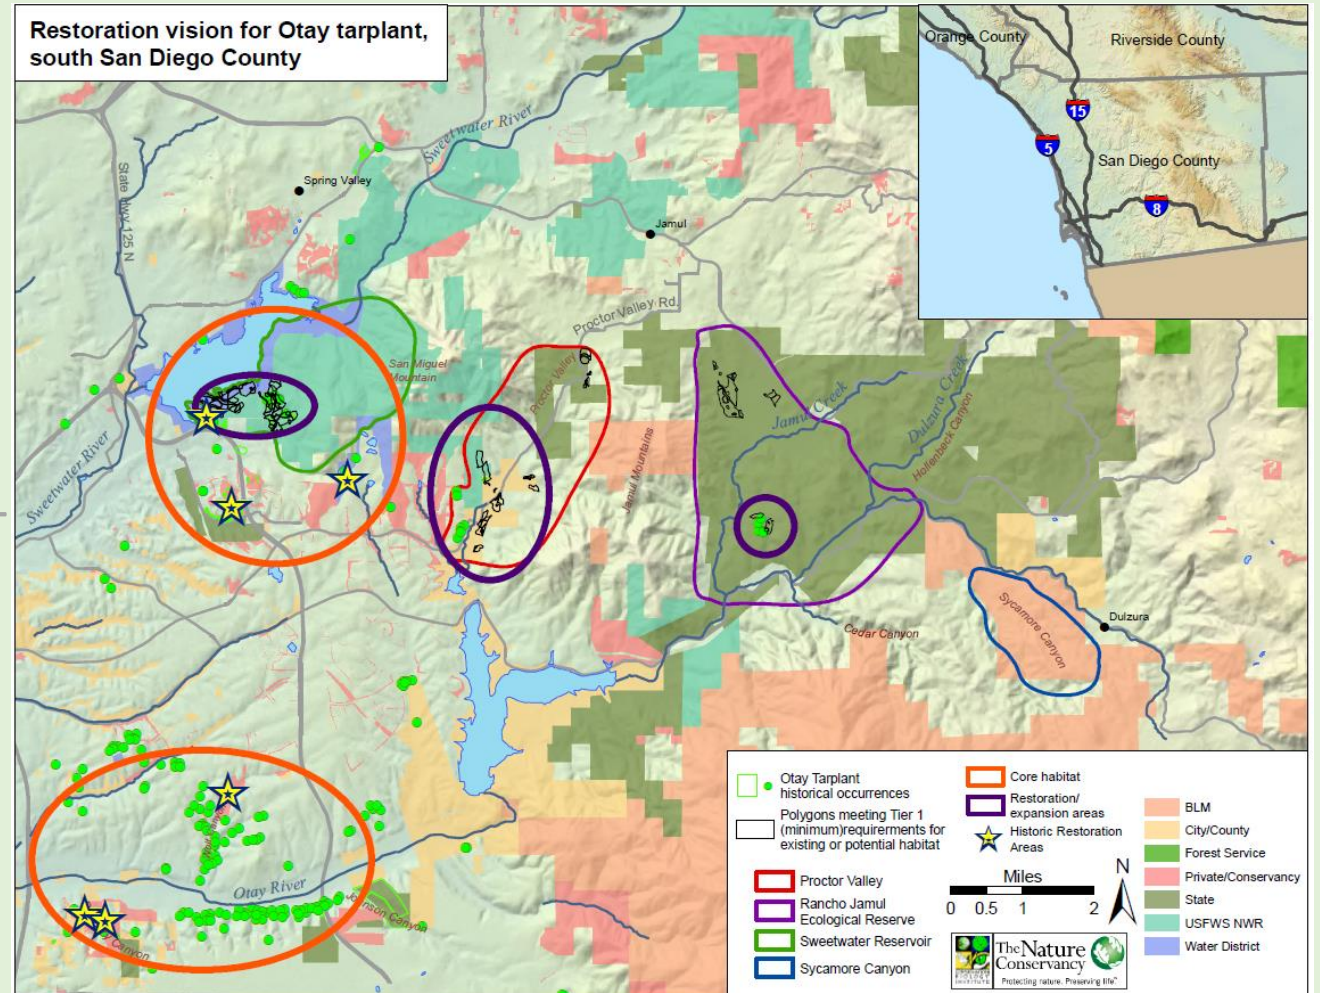 Restoration vision for Otay tarplant,
south San Diego County
Orange County
Riverside County
15
5
San Diego County
8
Sweetwater River
State Hwy 125 N
Spring Valley
Jamul
Proctor Valley Rd.
San Miguel
Mountain
Proctor Valley
Jamul Creek
Dulzura Creek
Hollenbeck Canyon
Jamul Mountains
Sweetwater River
Sycamore Canyon
Dulzura
Cedar Canyon
Otay River
Johnson Canyon
Canyon
Otay Tarplant
historical occurrences
Polygons meeting Tier 1
(minimum)requirerments for
existing or potential habitat
Proctor Valley
Rancho Jamul
Ecological Reserve
Sweetwater Reservoir
Sycamore Canyon
Core habitat
Restoration/
expansion areas
Historic Restoration
Areas
Miles
0 0.5 1 2
N
The Nature
Conservancy
Protecting nature. Preserving life.
BLM
City/County
Forest Service
Private/Conservancy
State
USFWS NWR
Water District